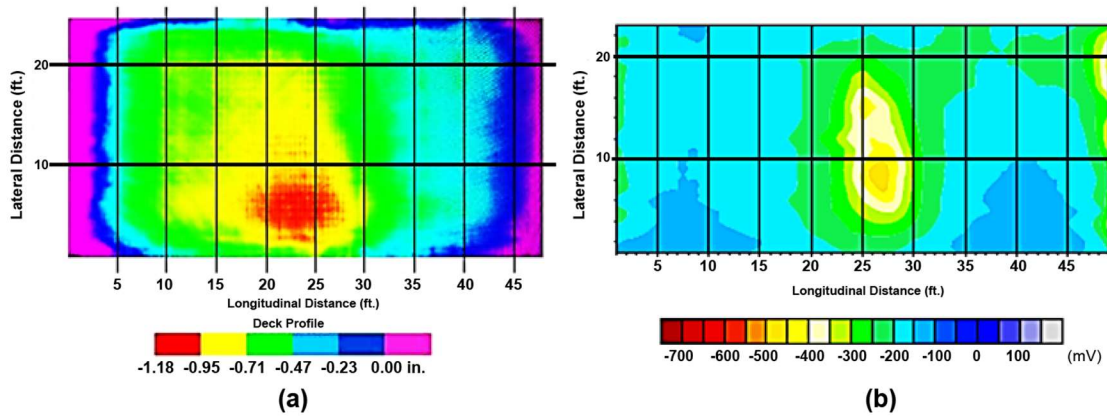 Lateral Distance (ft.)
20
10
5 10 15 20 25 30 35 40 45
Longitudinal Distance (ft.)
Deck Profile
-1.18 -0.95 -0.71 -0.47 -0.23 0.00 in.
(a)
Lateral Distance (ft.)
20
10
5 10 15 20 25 30 35 40 45
Longitudinal Distance (ft.)
-700 -600 -500 -400 -300 -200 -100 0 100 (mV)
(b)